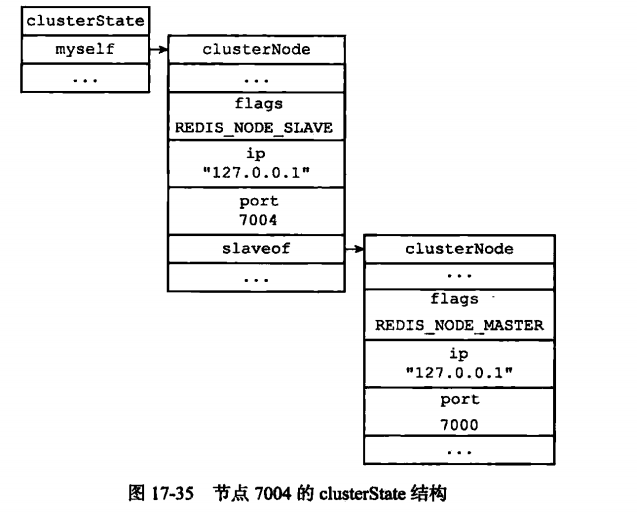 clusterState
myself
...
clusterNode
...
flags
REDIS_NODE_SLAVE
ip
"127.0.0.1"
port
7004
slaveof
...
clusterNode
...
flags
REDIS_NODE_MASTER
ip
"127.0.0.1"
port
7000
...
图 17-35 节点 7004 的 clusterState 结构